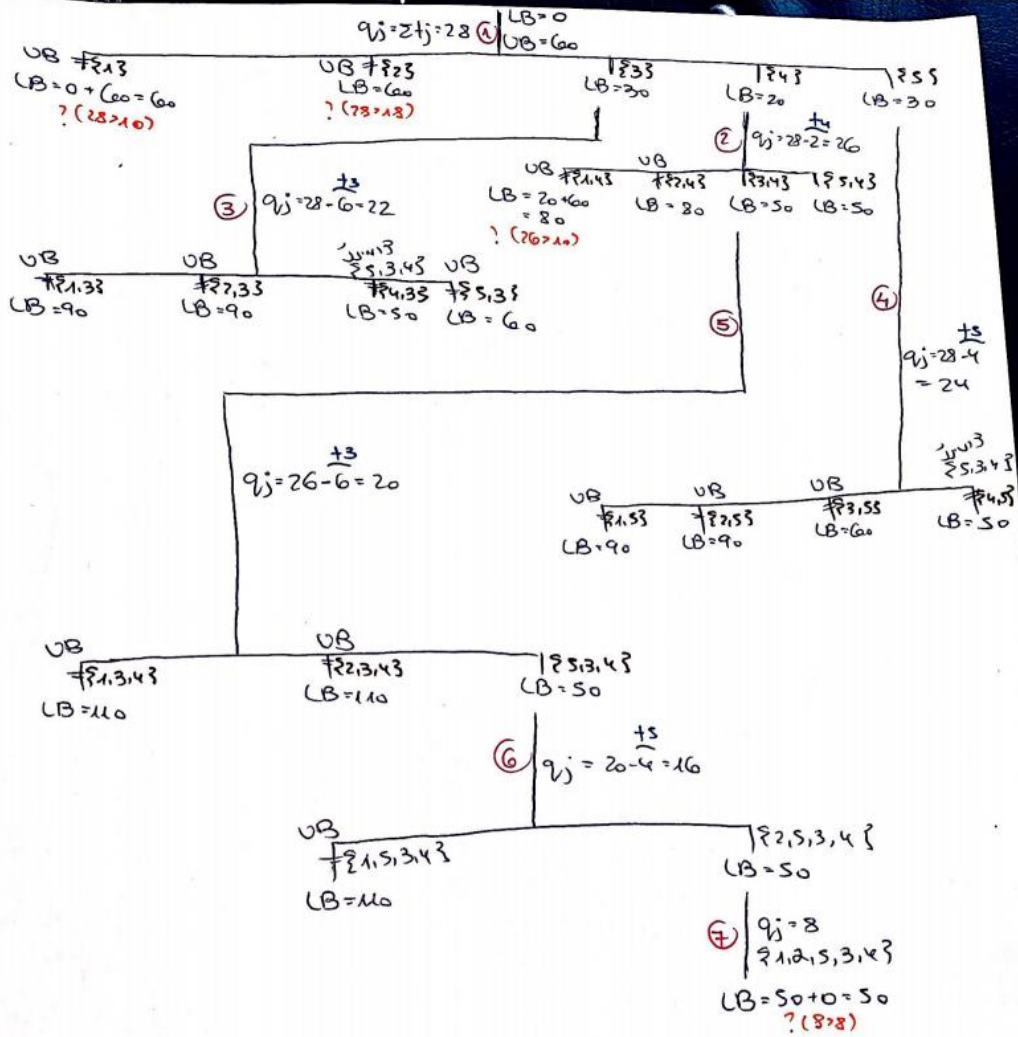 qj=Σtj=28 ① LB=0
UB=60
UB {1}
LB=0+60=60
? (28>10)
UB {2}
LB=60
? (28>18)
{3}
LB=30
{4}
LB=20
{5}
LB=30
② qj=28-2=26
t4
UB {1,4}
LB=20+60
=80
? (26>10)
UB {2,4}
LB=80
{3,4}
LB=50
{5,4}
LB=50
③ qj=28-6=22
t3
UB {1,3}
LB=90
UB {2,3}
LB=90
{5,3,4}
{4,3}
LB=50
UB {5,3}
LB=60
④
t5
qj=28-4
=24
⑤
UB {1,5}
LB=90
UB {2,5}
LB=90
UB {3,5}
LB=60
{5,3,4}
{4,5}
LB=50
t3
qj=26-6=20
UB {1,3,4}
LB=110
UB {2,3,4}
LB=110
{5,3,4}
LB=50
⑥ qj=20-4=16
t5
UB {1,5,3,4}
LB=110
{2,5,3,4}
LB=50
⑦ qj=8
{1,2,5,3,4}
LB=50+0=50
? (8>8)